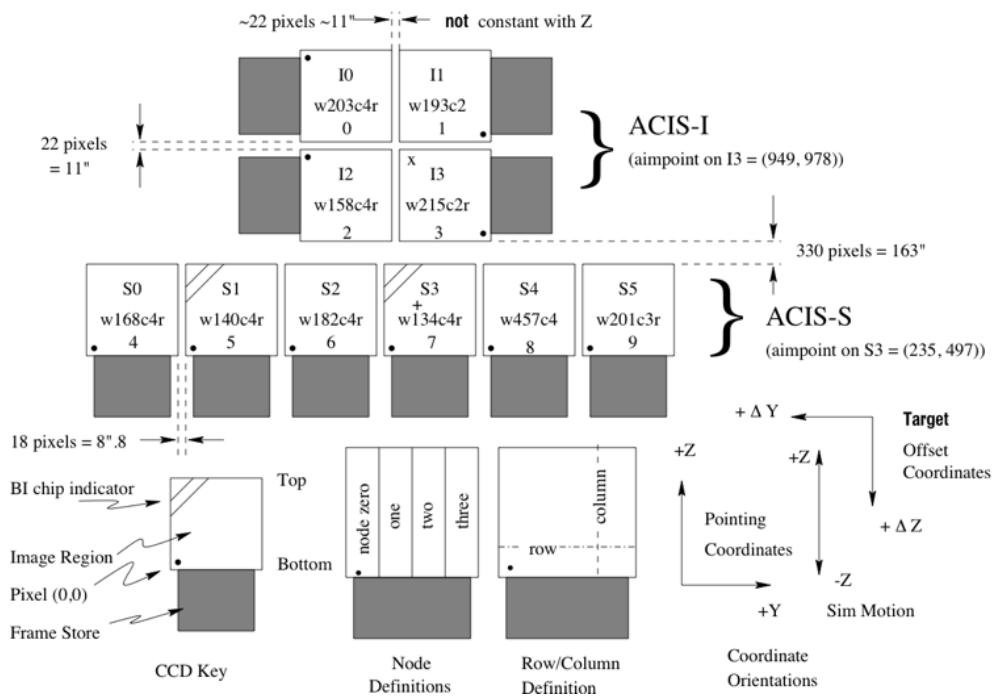 ~22 pixels ~11" not constant with Z
I0
w203c4r
0
I1
w193c2
1
22 pixels
= 11"
I2
w158c4r
2
x
I3
w215c2r
3
} ACIS-I
(aimpoint on I3 = (949, 978))
330 pixels = 163"
S0
w168c4r
4
S1
w140c4r
5
S2
w182c4r
6
S3
+
w134c4r
7
S4
w457c4
8
S5
w201c3r
9
} ACIS-S
(aimpoint on S3 = (235, 497))
18 pixels = 8".8
BI chip indicator
Image Region
Pixel (0,0)
Frame Store
Top
Bottom
CCD Key
node zero
one
two
three
Node
Definitions
row
column
Row/Column
Definition
+Z
Pointing
Coordinates
+Y
+ Δ Y
Target
Offset
Coordinates
+ Δ Z
+Z
-Z
Sim Motion
Coordinate
Orientations